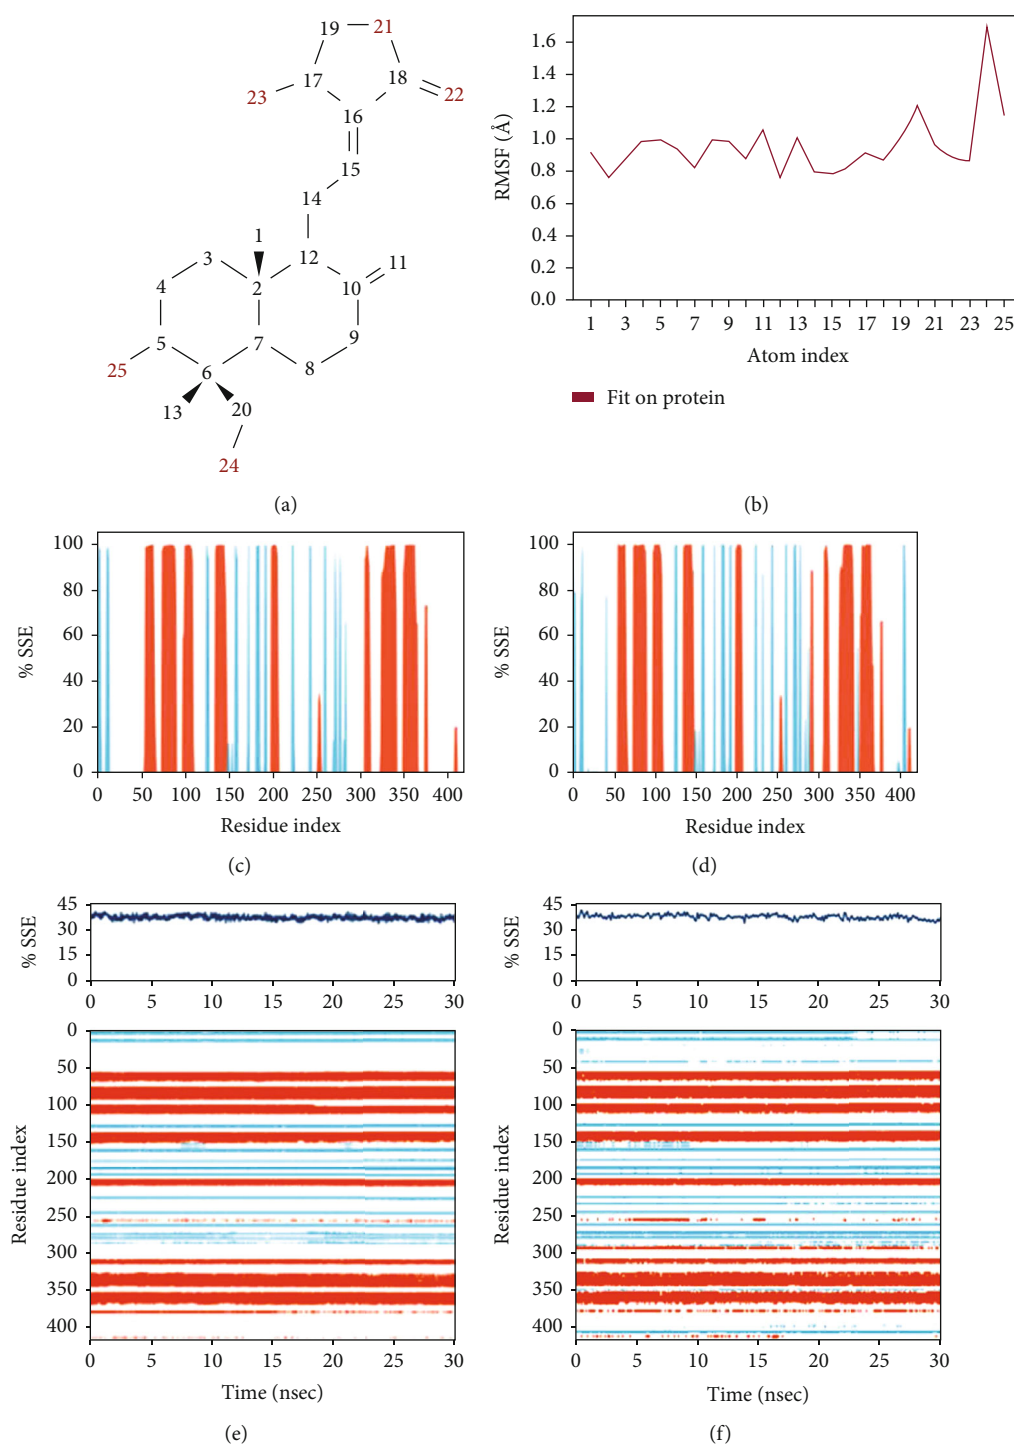 19 21
17 18
23 22
16
15
14
1
3 12 11
4 2 10
5 7 9
6 8
25
13 20
24
(a)
RMSF (Å)
1.6
1.4
1.2
1.0
0.8
0.6
0.4
0.2
0.0
1 3 5 7 9 11 13 15 17 19 21 23 25
Atom index
Fit on protein
(b)
% SSE
100
80
60
40
20
0
0 50 100 150 200 250 300 350 400
Residue index
(c)
% SSE
100
80
60
40
20
0
0 50 100 150 200 250 300 350 400
Residue index
(d)
% SSE
45
30
15
0
0 5 10 15 20 25 30
Residue index
0
50
100
150
200
250
300
350
400
0 5 10 15 20 25 30
Time (nsec)
(e)
% SSE
45
30
15
0
0 5 10 15 20 25 30
Residue index
0
50
100
150
200
250
300
350
400
0 5 10 15 20 25 30
Time (nsec)
(f)